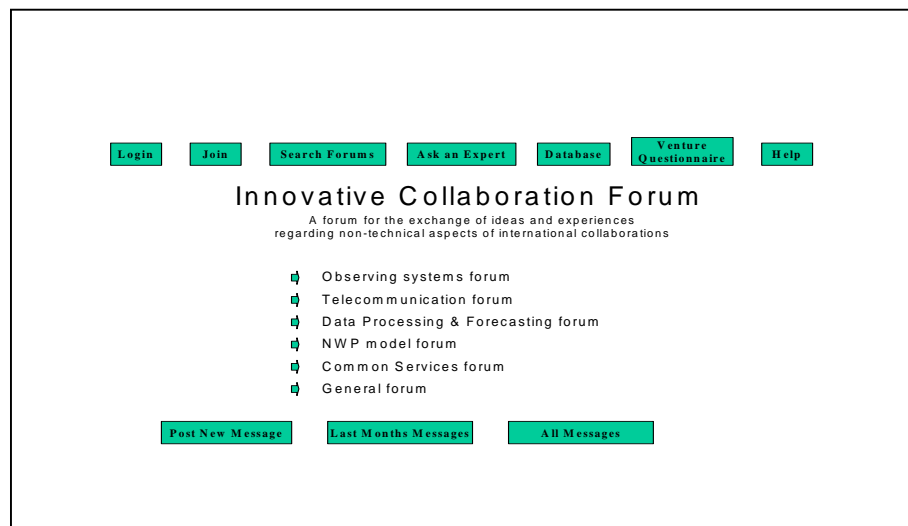 Login Join Search Forums Ask an Expert Database Venture Questionnaire Help
Innovative Collaboration Forum
A forum for the exchange of ideas and experiences
regarding non-technical aspects of international collaborations
Observing systems forum
Telecommunication forum
Data Processing & Forecasting forum
NWP model forum
Common Services forum
General forum
Post New Message Last Months Messages All Messages